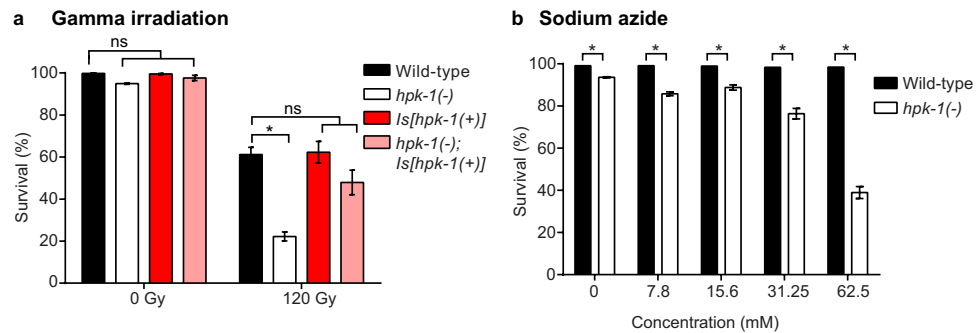 a Gamma irradiation
ns
100
80
60
40
20
0
Survival (%)
ns
*
0 Gy
120 Gy
Wild-type
hpk-1(-)
Is[hpk-1(+)]
hpk-1(-);
Is[hpk-1(+)]
b Sodium azide
* * * * *
100
80
60
40
20
0
Survival (%)
0 7.8 15.6 31.25 62.5
Concentration (mM)
Wild-type
hpk-1(-)